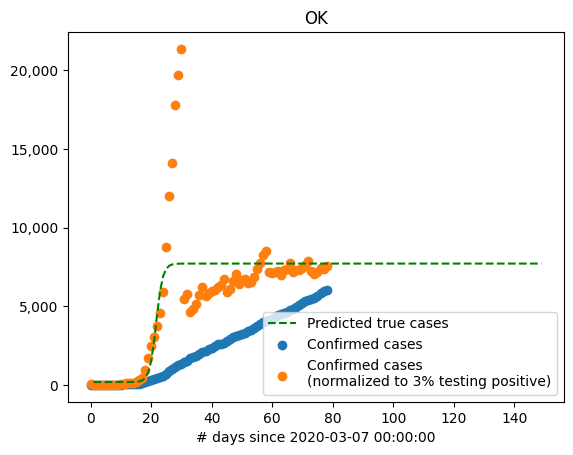 OK
20,000
15,000
10,000
5,000
0
Predicted true cases
Confirmed cases
Confirmed cases
(normalized to 3% testing positive)
0 20 40 60 80 100 120 140
# days since 2020-03-07 00:00:00